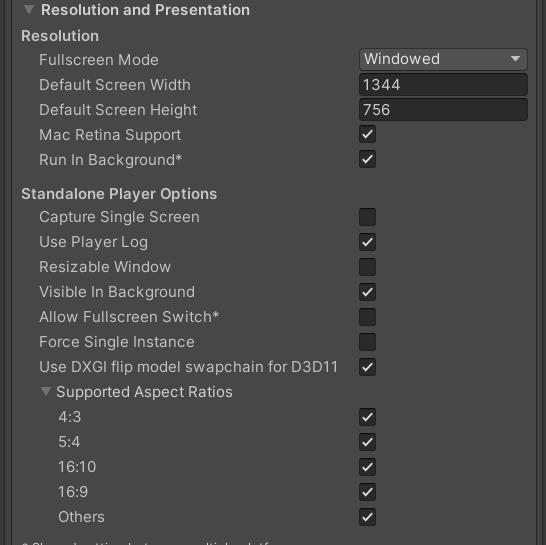 Resolution and Presentation
Resolution
Fullscreen Mode Windowed
Default Screen Width 1344
Default Screen Height 756
Mac Retina Support
Run In Background*
Standalone Player Options
Capture Single Screen
Use Player Log
Resizable Window
Visible In Background
Allow Fullscreen Switch*
Force Single Instance
Use DXGI flip model swapchain for D3D11
Supported Aspect Ratios
4:3
5:4
16:10
16:9
Others